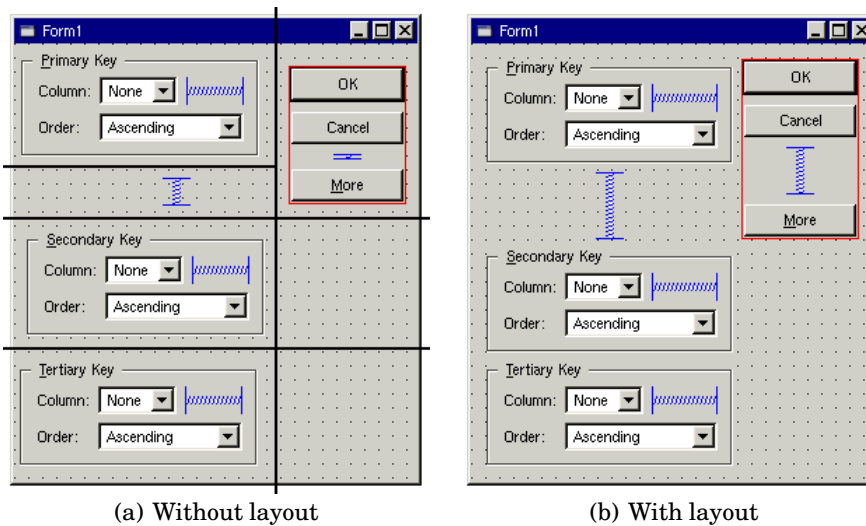 Form1
Primary Key
Column: None
Order: Ascending
OK
Cancel
More
Secondary Key
Column: None
Order: Ascending
Tertiary Key
Column: None
Order: Ascending
(a) Without layout
Form1
Primary Key
Column: None
Order: Ascending
OK
Cancel
More
Secondary Key
Column: None
Order: Ascending
Tertiary Key
Column: None
Order: Ascending
(b) With layout